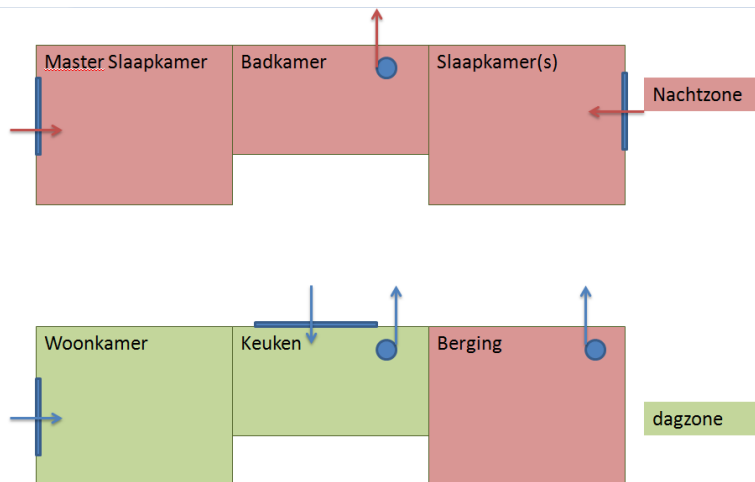 Master Slaapkamer
Badkamer
Slaapkamer(s)
Nachtzone
Woonkamer
Keuken
Berging
dagzone